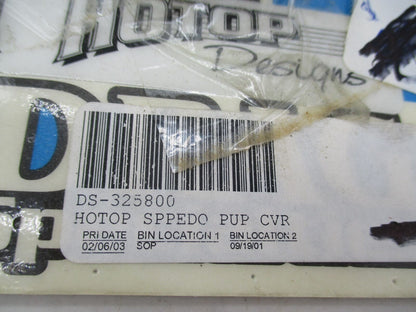 HOTOP
Designs
DS-325800
HOTOP SPPEDO PUP CVR
PRI DATE BIN LOCATION 1 BIN LOCATION 2
02/06/03 SOP 09/19/01